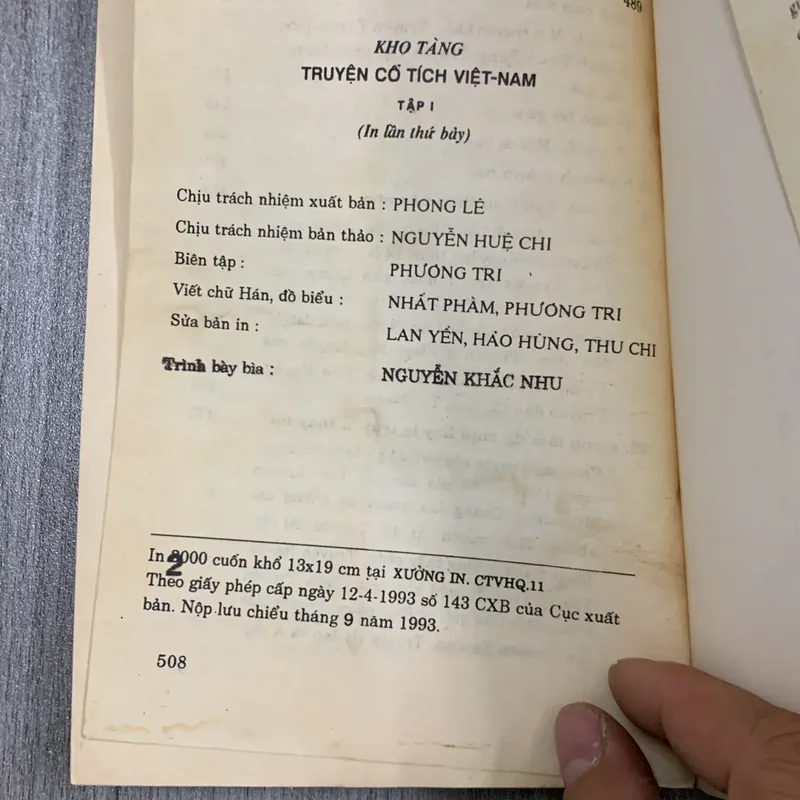 489
KHO TÀNG
TRUYỆN CỔ TÍCH VIỆT-NAM
TẬP I
(In lần thứ bảy)
Chịu trách nhiệm xuất bản : PHONG LÊ
Chịu trách nhiệm bản thảo : NGUYỄN HUỆ CHI
Biên tập : PHƯƠNG TRI
Viết chữ Hán, đồ biểu : NHẤT PHÀM, PHƯƠNG TRI
Sửa bản in : LAN YẾN, HẢO HÙNG, THU CHI
Trình bày bìa : NGUYỄN KHẮC NHU
In 2000 cuốn khổ 13x19 cm tại XƯỞNG IN. CTVHQ.11
Theo giấy phép cấp ngày 12-4-1993 số 143 CXB của Cục xuất
bản. Nộp lưu chiểu tháng 9 năm 1993.
508